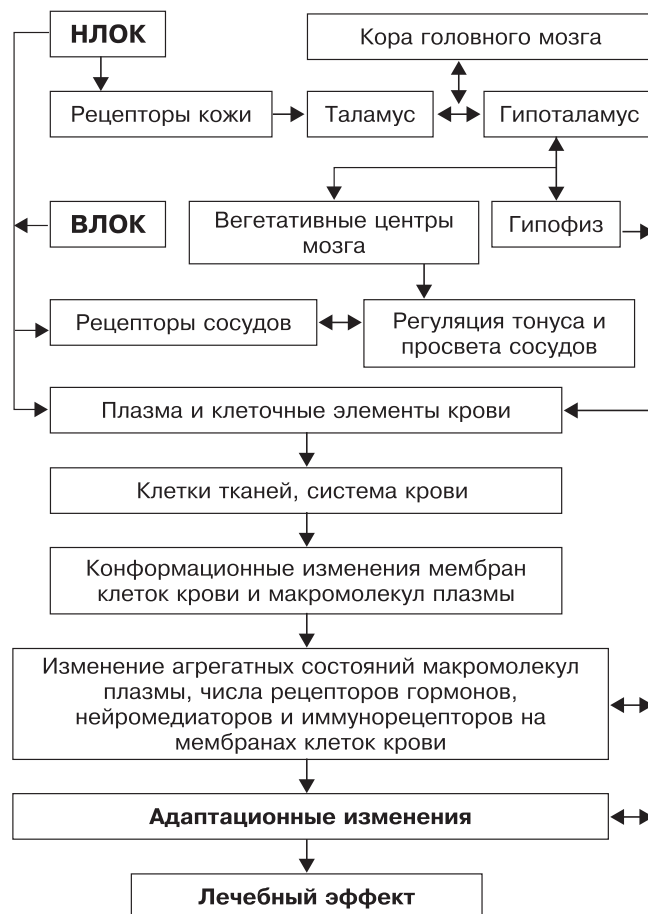 НЛОК
Кора головного мозга
Рецепторы кожи
Таламус
Гипоталамус
ВЛОК
Вегетативные центры
мозга
Гипофиз
Рецепторы сосудов
Регуляция тонуса и
просвета сосудов
Плазма и клеточные элементы крови
Клетки тканей, система крови
Конформационные изменения мембран
клеток крови и макромолекул плазмы
Изменение агрегатных состояний макромолекул
плазмы, числа рецепторов гормонов,
нейромедиаторов и иммунорецепторов на
мембранах клеток крови
Адаптационные изменения
Лечебный эффект